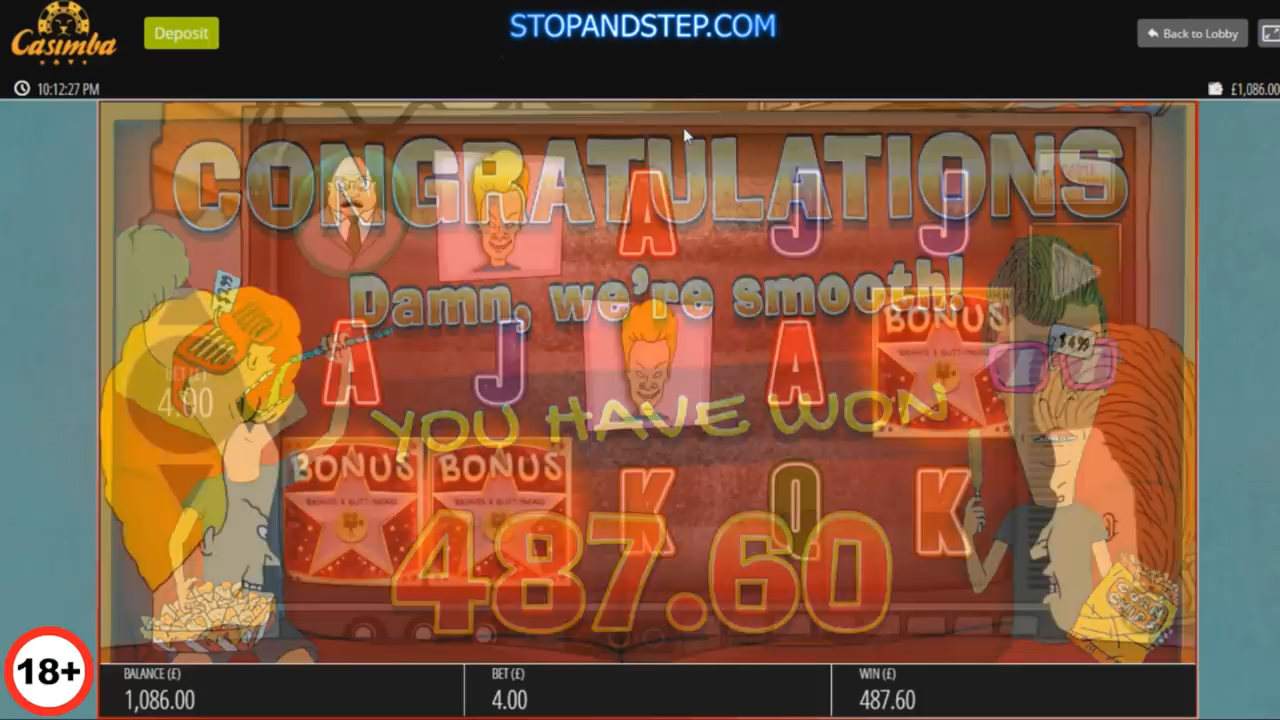 Casimba
Deposit
STOPANDSTEP.COM
Back to Lobby
10:12:27 PM
£1,086.00
CONGRATULATIONS
A
J
J
Damn, we're smooth!
BONUS
$4.99
A
J
A
4.00
YOU HAVE WON
BONUS
BONUS
K
Q
K
487.60
18+
BALANCE (£)
1,086.00
BET (£)
4.00
WIN (£)
487.60